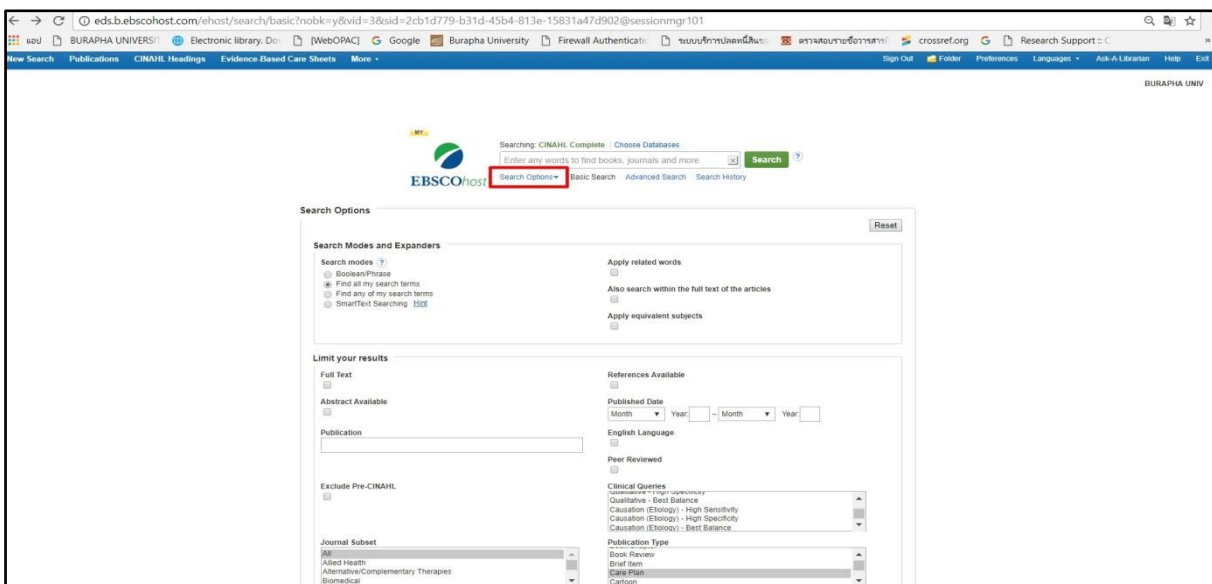 eds.b.ebscohost.com/ehost/search/basic?nobk=y&vid=3&sid=2cb1d779-b31d-45b4-813e-15831a47d902@sessionmgr101
แอป BURAPHA UNIVERSIT Electronic library. Do [WebOPAC] Google Burapha University Firewall Authenticatio crossref.org Research Support :: C »
New Search Publications CINAHL Headings Evidence-Based Care Sheets More Sign Out Folder Preferences Languages Ask-A-Librarian Help Exit
BURAPHA UNIV
MY
Searching: CINAHL Complete Choose Databases
Enter any words to find books, journals and more x Search ?
EBSCOhost Search Options Basic Search Advanced Search Search History
Search Options
Reset
Search Modes and Expanders
Search modes ? Apply related words
Boolean/Phrase
Find all my search terms Also search within the full text of the articles
Find any of my search terms
SmartText Searching Hint Apply equivalent subjects
Limit your results
Full Text References Available
Abstract Available Published Date
Month Year: – Month Year:
Publication English Language
Peer Reviewed
Exclude Pre-CINAHL Clinical Queries
Qualitative - High Specificity
Qualitative - Best Balance
Causation (Etiology) - High Sensitivity
Causation (Etiology) - High Specificity
Causation (Etiology) - Best Balance
Journal Subset Publication Type
All Book Review
Allied Health Brief Item
Alternative/Complementary Therapies Care Plan
Biomedical Cartoon